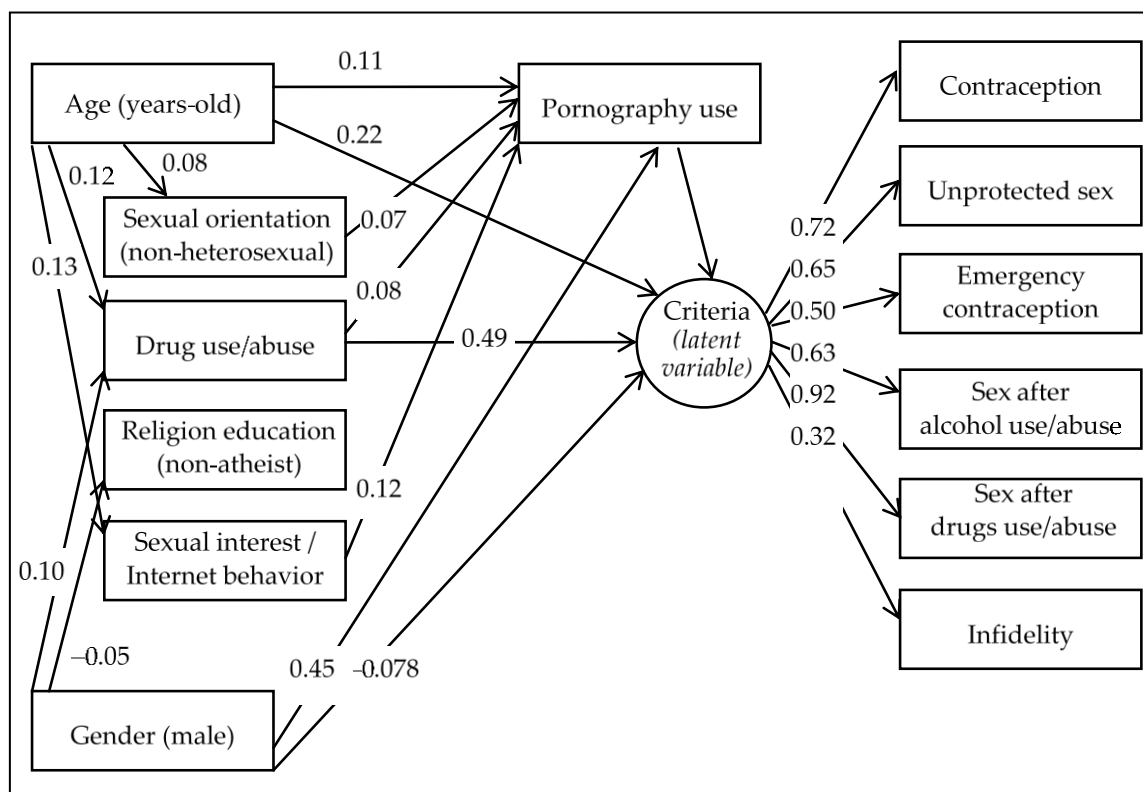 Age (years-old)
0.11
Pornography use
Contraception
0.22
0.12
0.08
Sexual orientation
(non-heterosexual)
0.07
Unprotected sex
0.72
0.13
0.65
0.08
Emergency
contraception
Criteria
(latent
variable)
0.50
Drug use/abuse
0.49
0.63
0.92
Sex after
alcohol use/abuse
0.32
Religion education
(non-atheist)
0.12
Sex after
drugs use/abuse
Sexual interest /
Internet behavior
0.10
Infidelity
–0.05
0.45
–0.078
Gender (male)